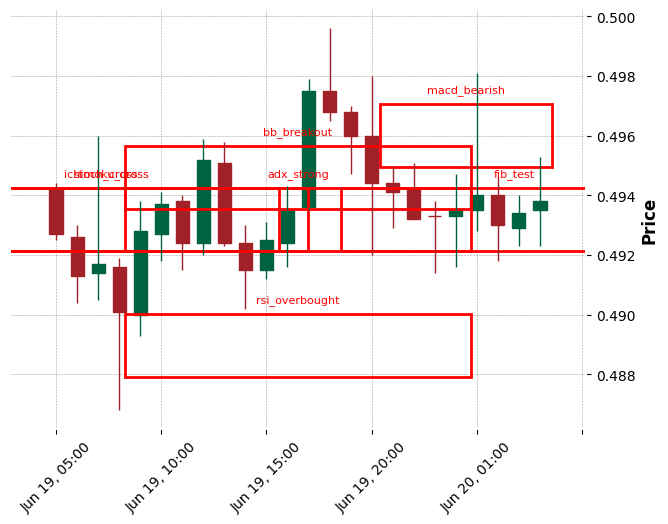 0.500
0.498
macd_bearish
bb_breakout
0.496
adx_strong
fib_test
0.494
Price
0.492
rsi_overbought
0.490
0.488
Jun 19, 05:00
Jun 19, 10:00
Jun 19, 15:00
Jun 19, 20:00
Jun 20, 01:00